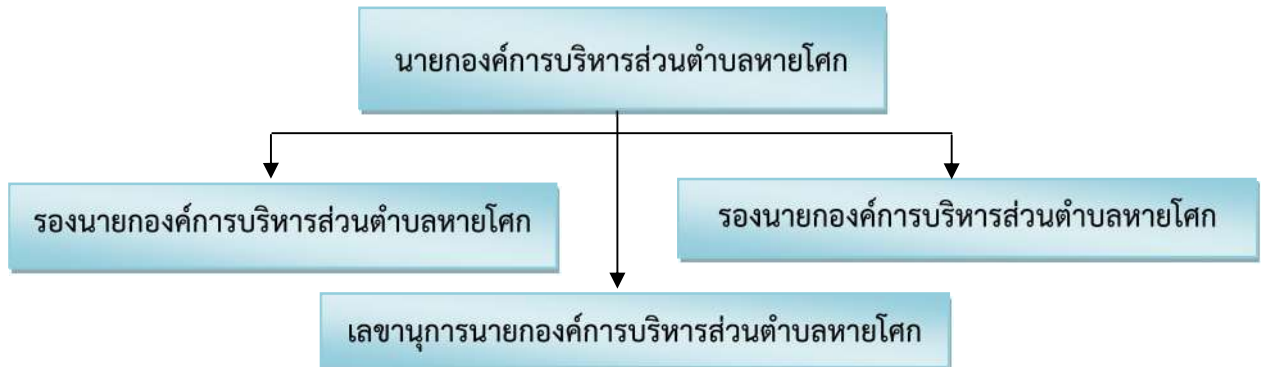 นายกองค์การบริหารส่วนตำบลหายโศก
รองนายกองค์การบริหารส่วนตำบลหายโศก
รองนายกองค์การบริหารส่วนตำบลหายโศก
เลขานุการนายกองค์การบริหารส่วนตำบลหายโศก